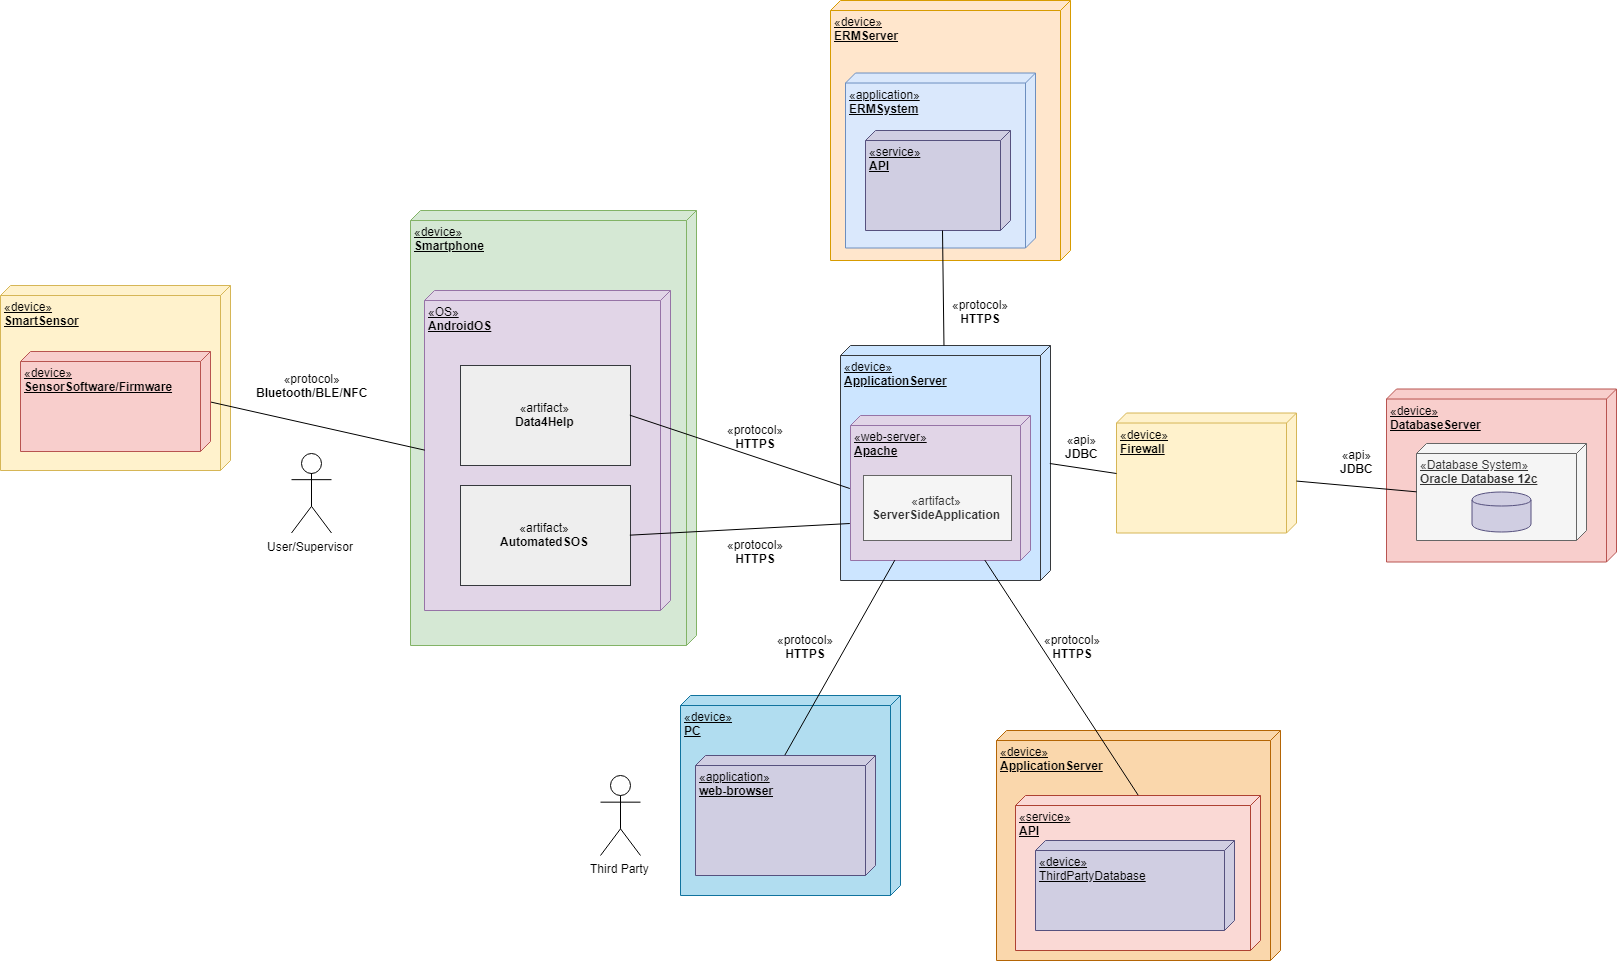 «device»
ERMServer
«application»
ERMSystem
«service»
API
«protocol»
HTTPS
«device»
Smartphone
«OS»
AndroidOS
«artifact»
Data4Help
«artifact»
AutomatedSOS
«device»
SmartSensor
«device»
SensorSoftware/Firmware
«protocol»
Bluetooth/BLE/NFC
User/Supervisor
«protocol»
HTTPS
«protocol»
HTTPS
«device»
ApplicationServer
«web-server»
Apache
«artifact»
ServerSideApplication
«api»
JDBC
«device»
Firewall
«api»
JDBC
«device»
DatabaseServer
«Database System»
Oracle Database 12c
«protocol»
HTTPS
«protocol»
HTTPS
«device»
PC
«application»
web-browser
Third Party
«device»
ApplicationServer
«service»
API
«device»
ThirdPartyDatabase